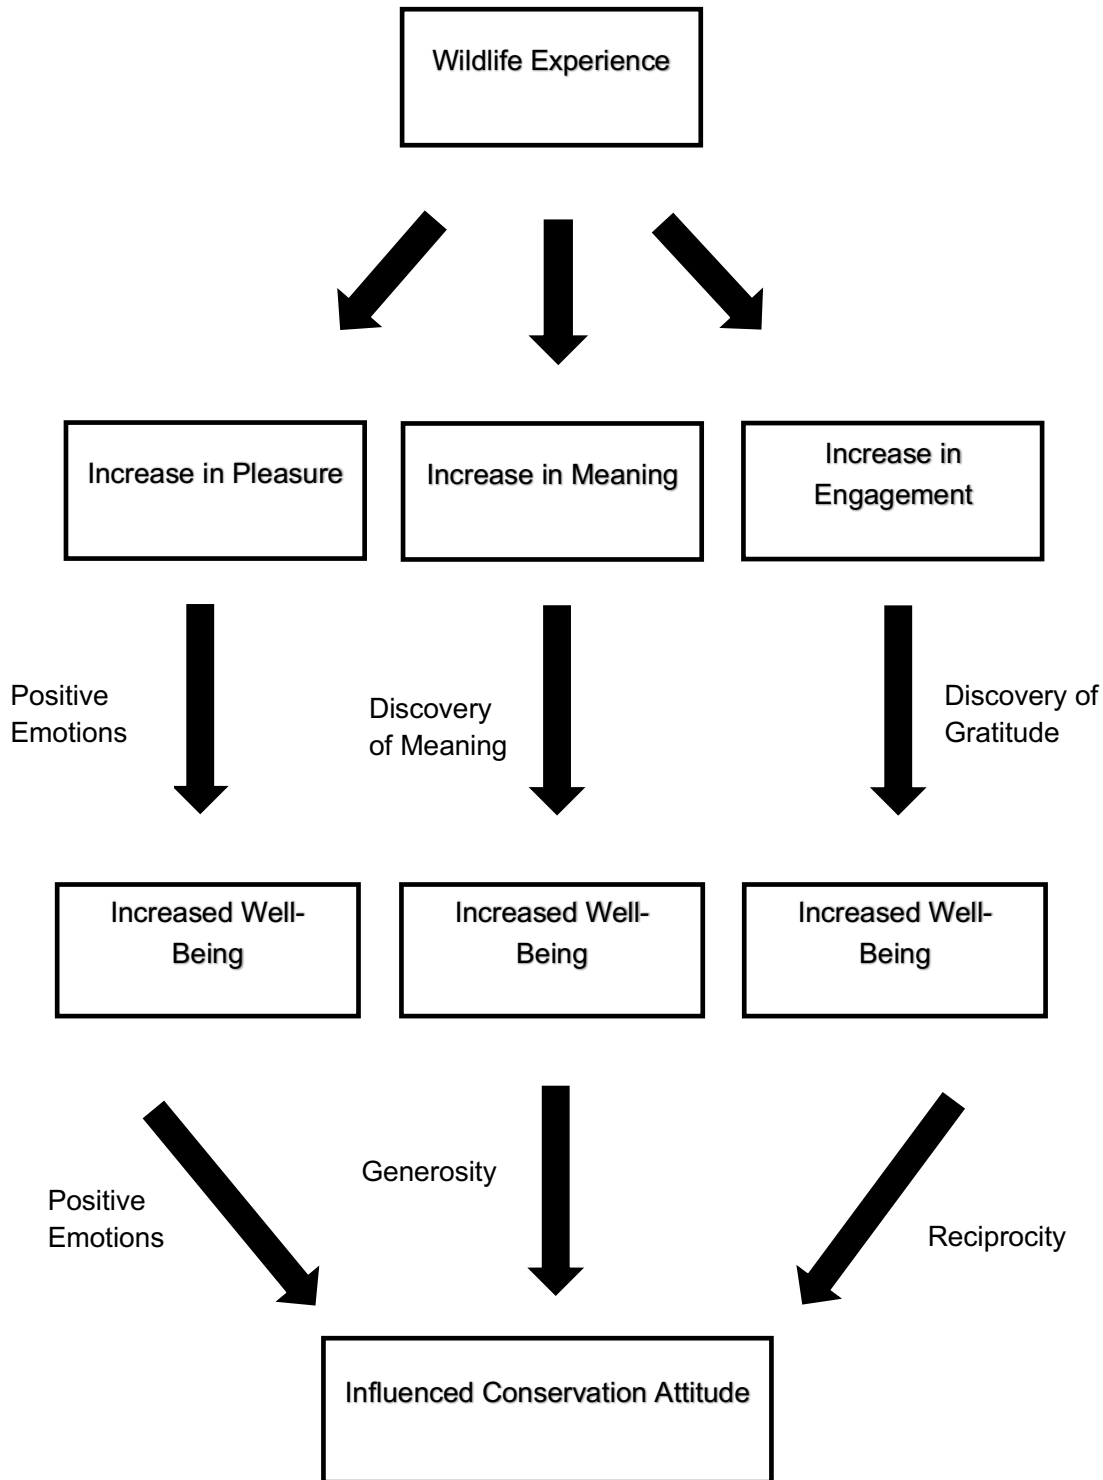 Wildlife Experience
Increase in Pleasure
Increase in Meaning
Increase in
Engagement
Positive
Emotions
Discovery
of Meaning
Discovery of
Gratitude
Increased Well-
Being
Increased Well-
Being
Increased Well-
Being
Positive
Emotions
Generosity
Reciprocity
Influenced Conservation Attitude